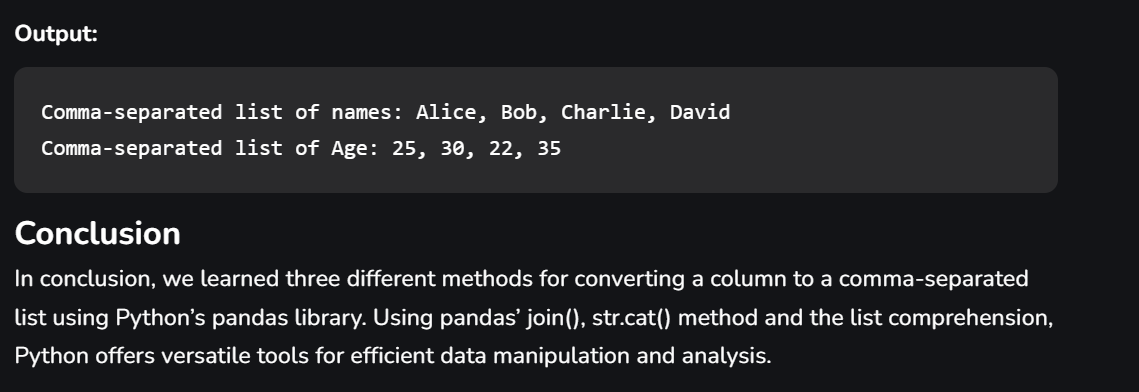 Output:
Comma-separated list of names: Alice, Bob, Charlie, David
Comma-separated list of Age: 25, 30, 22, 35
Conclusion
In conclusion, we learned three different methods for converting a column to a comma-separated
list using Python’s pandas library. Using pandas’ join(), str.cat() method and the list comprehension,
Python offers versatile tools for efficient data manipulation and analysis.